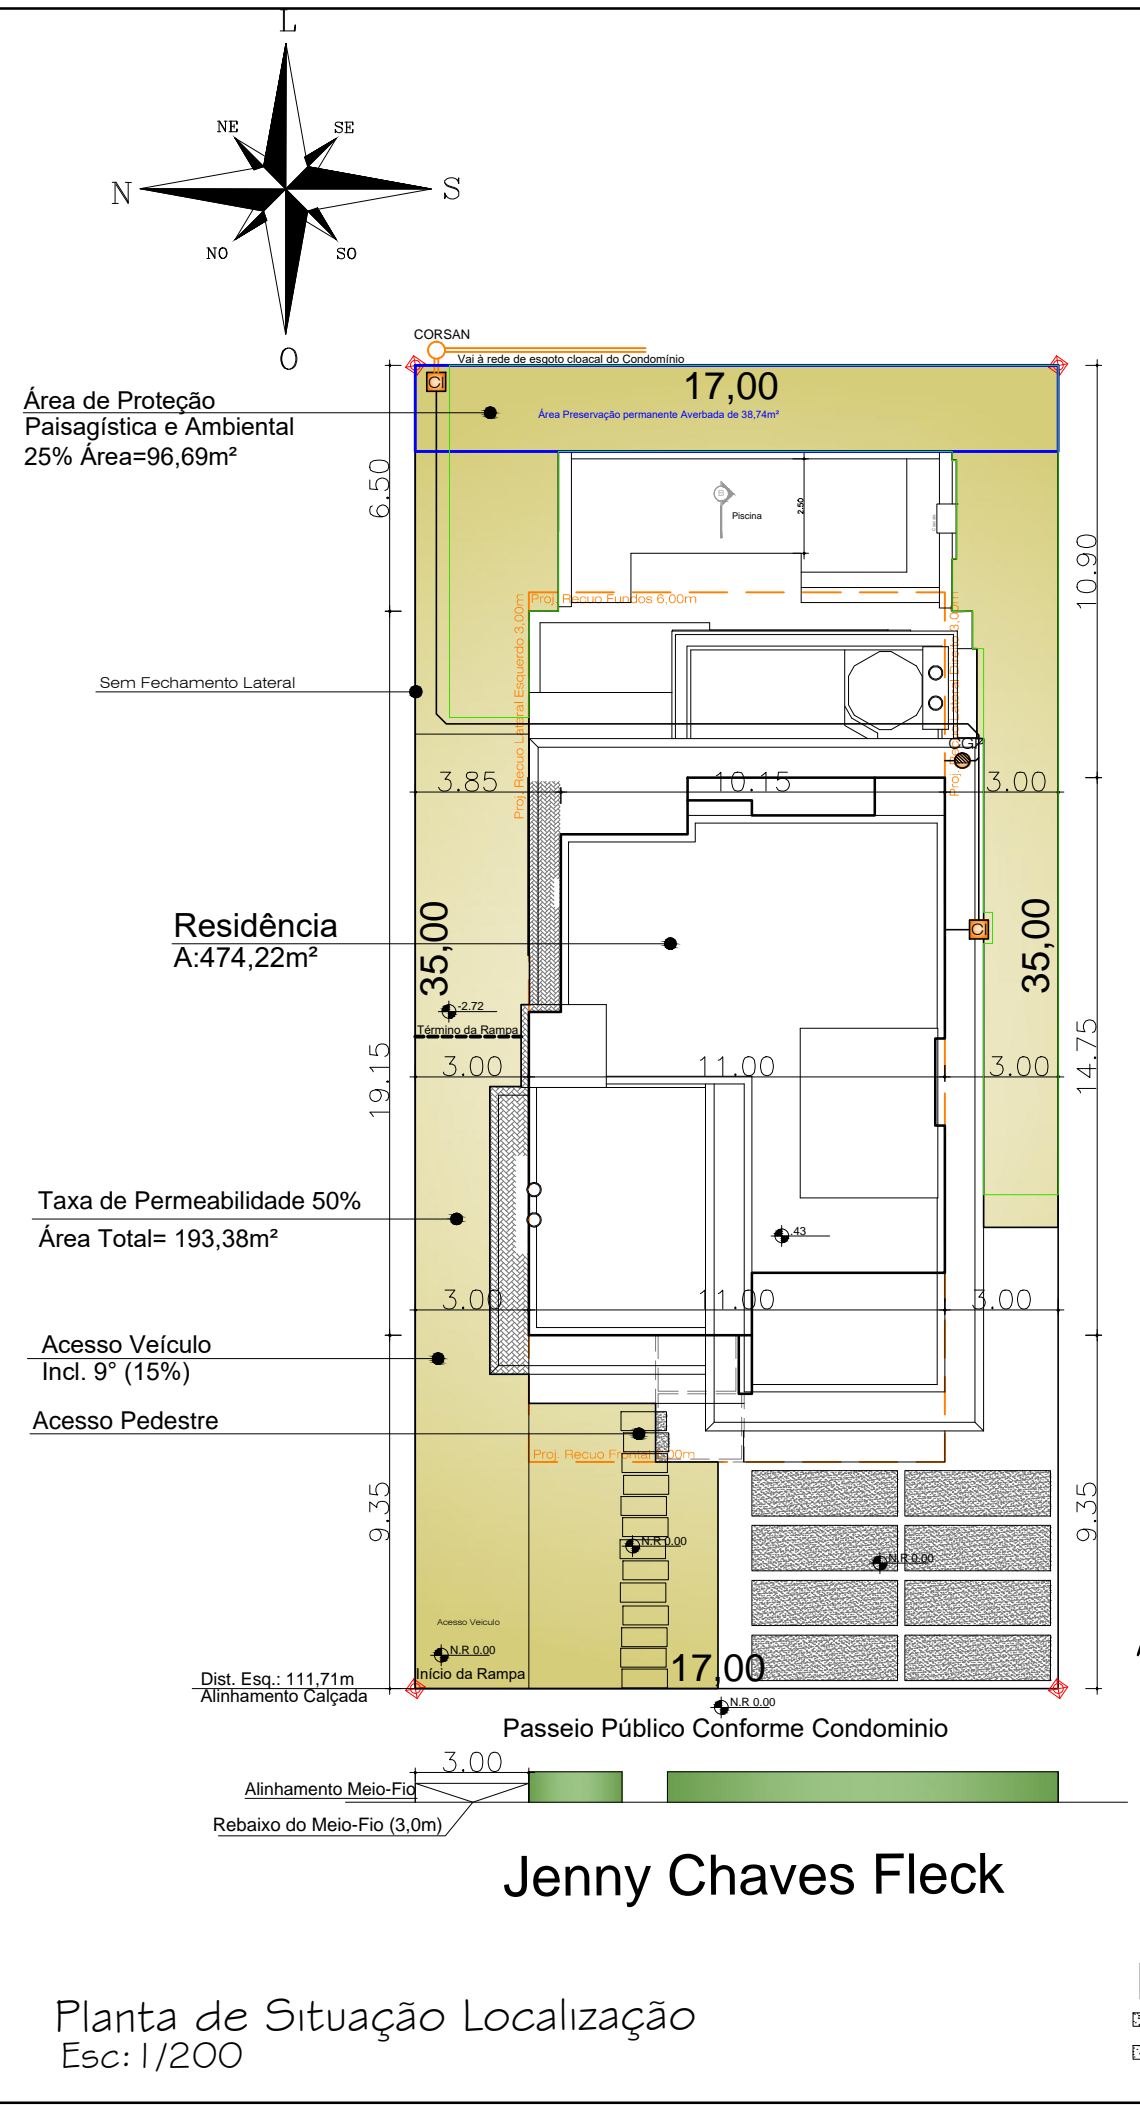 L
NE
SE
N
S
NO
SO
O
CORSAN
Vai à rede de esgoto cloacal do Condomínio
17,00
Área Preservação permanente Averbada de 38,74m²
Área de Proteção
Paisagística e Ambiental
25% Área=96,69m²
CI
6.50
B
Piscina
2.50
10.90
Proj. Recuo Fundos 6,00m
Proj. Recuo Lateral Esquerdo 3,00m
Sem Fechamento Lateral
3.85
10.15
3.00
Residência
A:474,22m²
35,00
35,00
CI
-2.72
Término da Rampa
19.15
3.00
11.00
3.00
14.75
Taxa de Permeabilidade 50%
Área Total= 193,38m²
.43
3.00
11.00
3.00
Acesso Veículo
Incl. 9° (15%)
Acesso Pedestre
Proj. Recuo Frontal
9.35
9.35
N.R 0.00
N.R 0.00
Acesso Veiculo
N.R 0.00
Início da Rampa
17,00
Dist. Esq.: 111,71m
Alinhamento Calçada
N.R 0.00
Passeio Público Conforme Condominio
3.00
Alinhamento Meio-Fio
Rebaixo do Meio-Fio (3,0m)
Jenny Chaves Fleck
Planta de Situação Localização
Esc: 1/200